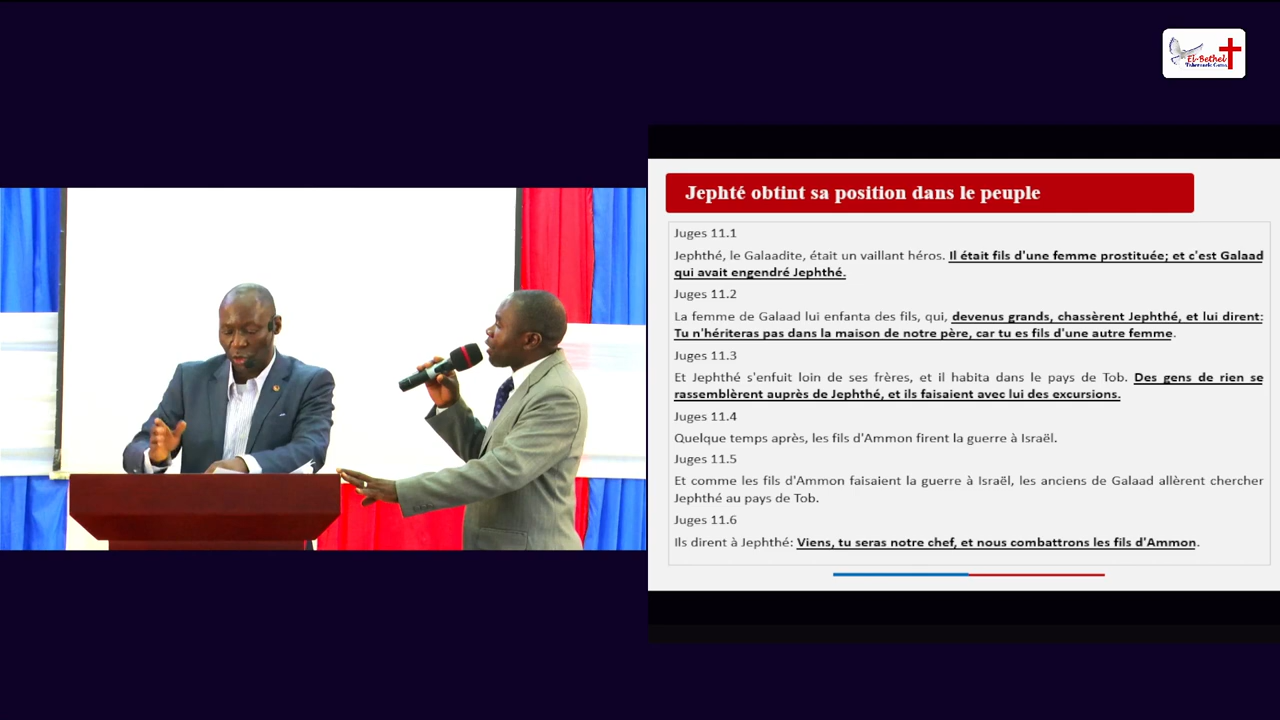 El-Bethel
Jephté obtint sa position dans le peuple
Juges 11.1
Jephthé, le Galaadite, était un vaillant héros. Il était fils d'une femme prostituée; et c'est Galaad
qui avait engendré Jephthé.
Juges 11.2
La femme de Galaad lui enfanta des fils, qui, devenus grands, chassèrent Jephthé, et lui dirent:
Tu n'hériteras pas dans la maison de notre père, car tu es fils d'une autre femme.
Juges 11.3
Et Jephthé s'enfuit loin de ses frères, et il habita dans le pays de Tob. Des gens de rien se
rassemblèrent auprès de Jephthé, et ils faisaient avec lui des excursions.
Juges 11.4
Quelque temps après, les fils d'Ammon firent la guerre à Israël.
Juges 11.5
Et comme les fils d'Ammon faisaient la guerre à Israël, les anciens de Galaad allèrent chercher
Jephthé au pays de Tob.
Juges 11.6
Ils dirent à Jephthé: Viens, tu seras notre chef, et nous combattrons les fils d'Ammon.